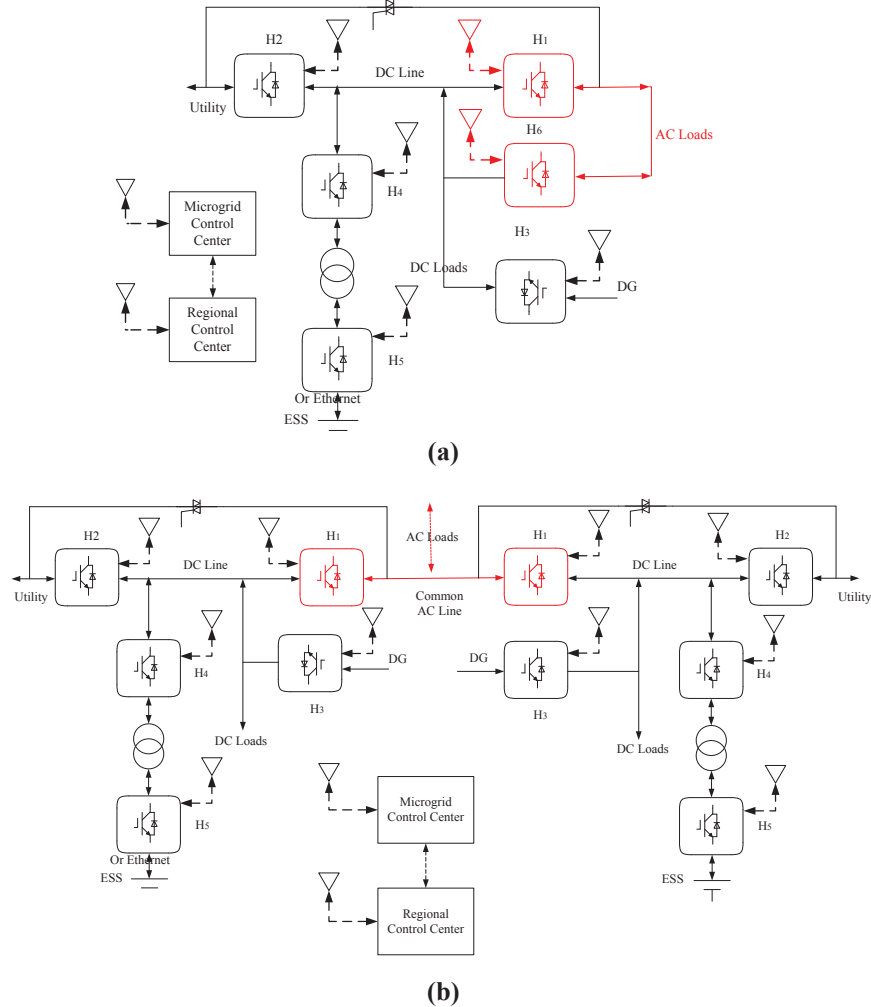 H2
H1
DC Line
Utility
H6
AC Loads
H4
Microgrid
Control
Center
H3
DC Loads
DG
Regional
Control
Center
H5
Or Ethernet
ESS
(a)
H2
H1
AC Loads
H1
H2
DC Line
DC Line
Utility
Common
AC Line
Utility
H4
DG
DG
H4
H3
H3
DC Loads
DC Loads
Microgrid
Control Center
H5
H5
Or Ethernet
ESS
ESS
Regional
Control Center
(b)